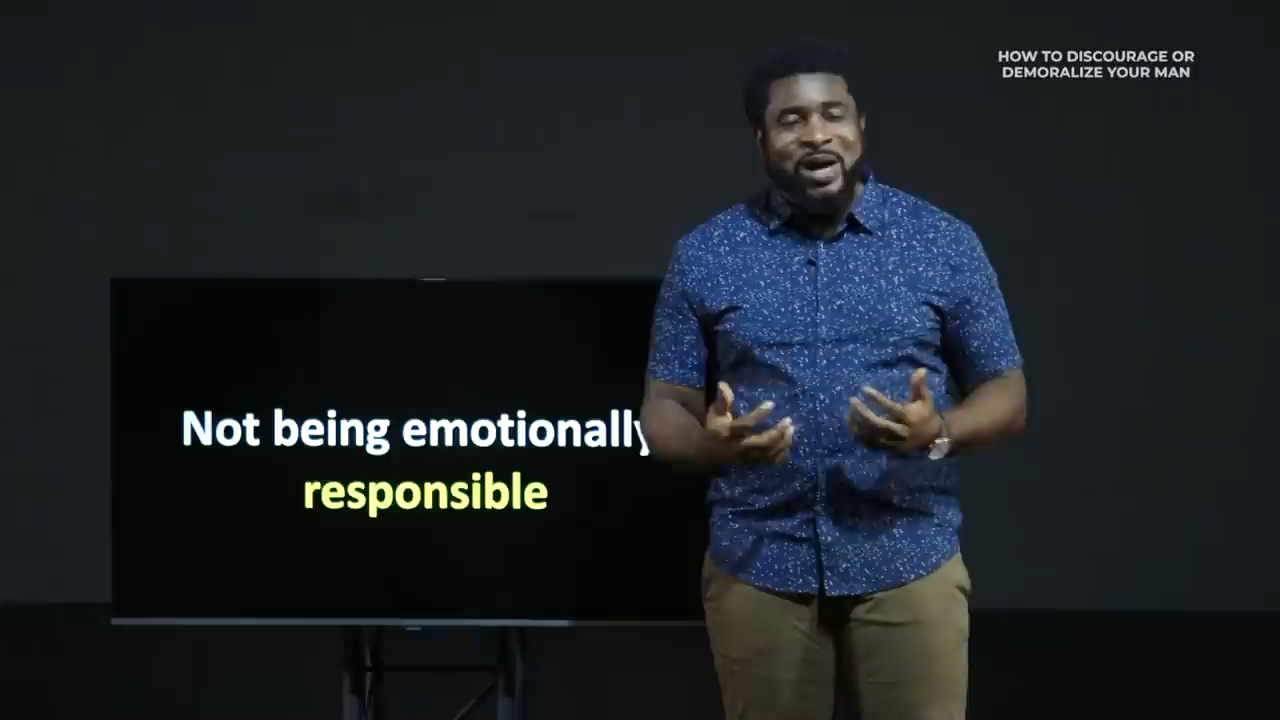 HOW TO DISCOURAGE OR
DEMORALIZE YOUR MAN
Not being emotionally
responsible